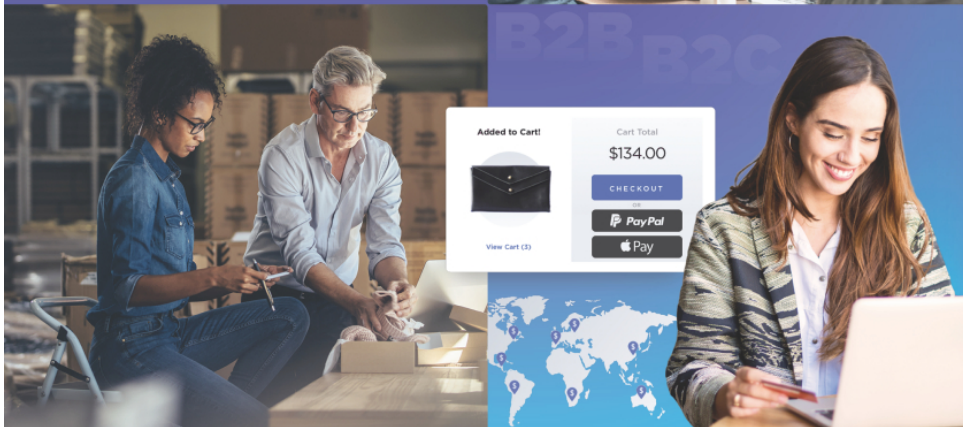 B2B
B2C
Added to Cart!
View Cart (3)
Cart Total
$134.00
CHECKOUT
OR
PayPal
Pay